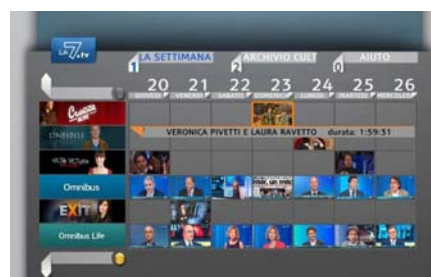 LA7.tv
1 LA SETTIMANA
2 ARCHIVIO CULT
0 AIUTO
20 21 22 23 24 25 26
GIOVEDÌ VENERDÌ SABATO DOMENICA LUNEDÌ MARTEDÌ MERCOLEDÌ
VERONICA PIVETTI E LAURA RAVETTO durata: 1:59:31
Omnibus
EXIT
Omnibus Life